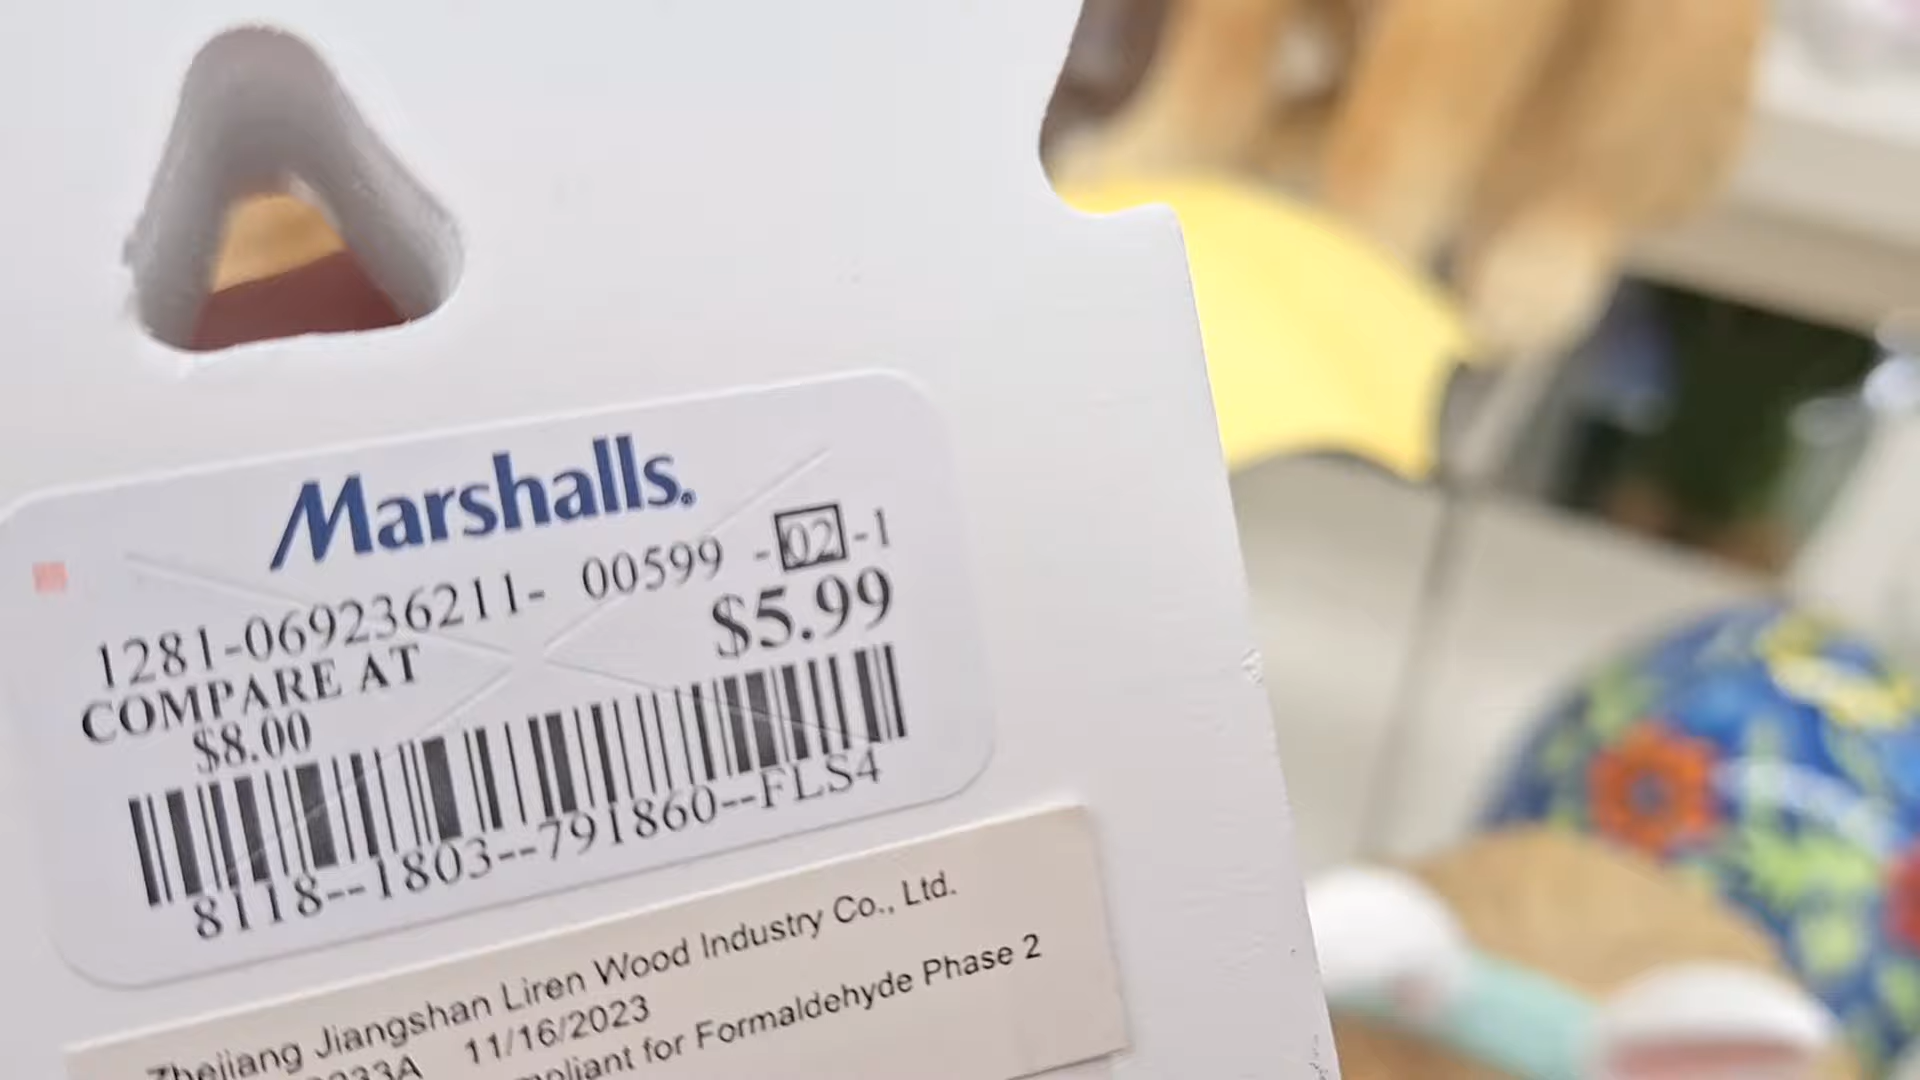 Marshalls®
1281-069236211- 00599 -02-1
COMPARE AT
$8.00
$5.99
8118--1803--791860--FLS4
Zhejiang Jiangshan Liren Wood Industry Co., Ltd.
11/16/2023
for Formaldehyde Phase 2